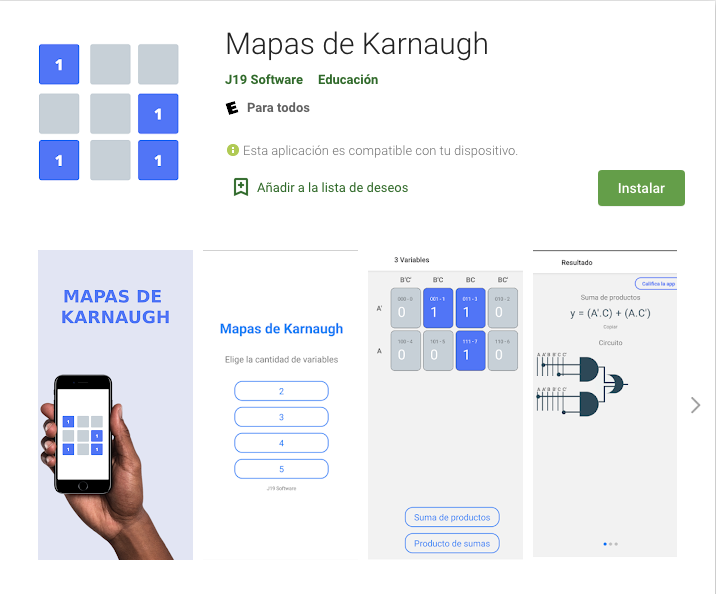 Mapas de Karnaugh
J19 Software Educación
E Para todos
Esta aplicación es compatible con tu dispositivo.
Añadir a la lista de deseos
Instalar
1
1
1 1
MAPAS DE
KARNAUGH
1
1
1 1
Mapas de Karnaugh
Elige la cantidad de variables
2
3
4
5
J19 Software
3 Variables
B'C' B'C BC BC'
000 - 0 001 - 1 011 - 3 010 - 2
A' 0 1 1 0
100 - 4 101 - 5 111 - 7 110 - 6
A 0 0 1 0
Suma de productos
Producto de sumas
Resultado
Califica la app
Suma de productos
y = (A'.C) + (A.C')
Copiar
Circuito
A A' B B' C C'
A A' B B' C C'